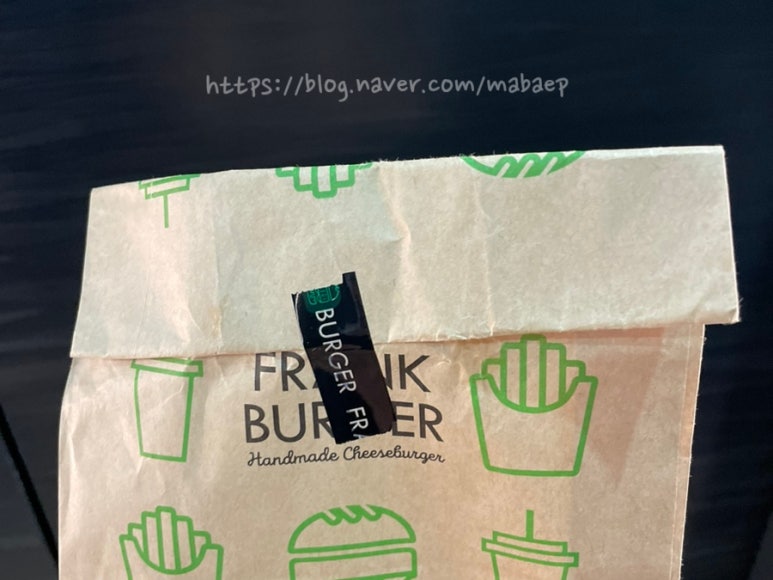 https://blog.naver.com/mabaep
BURGER FRA
FRANK
BURGER
Handmade Cheeseburger